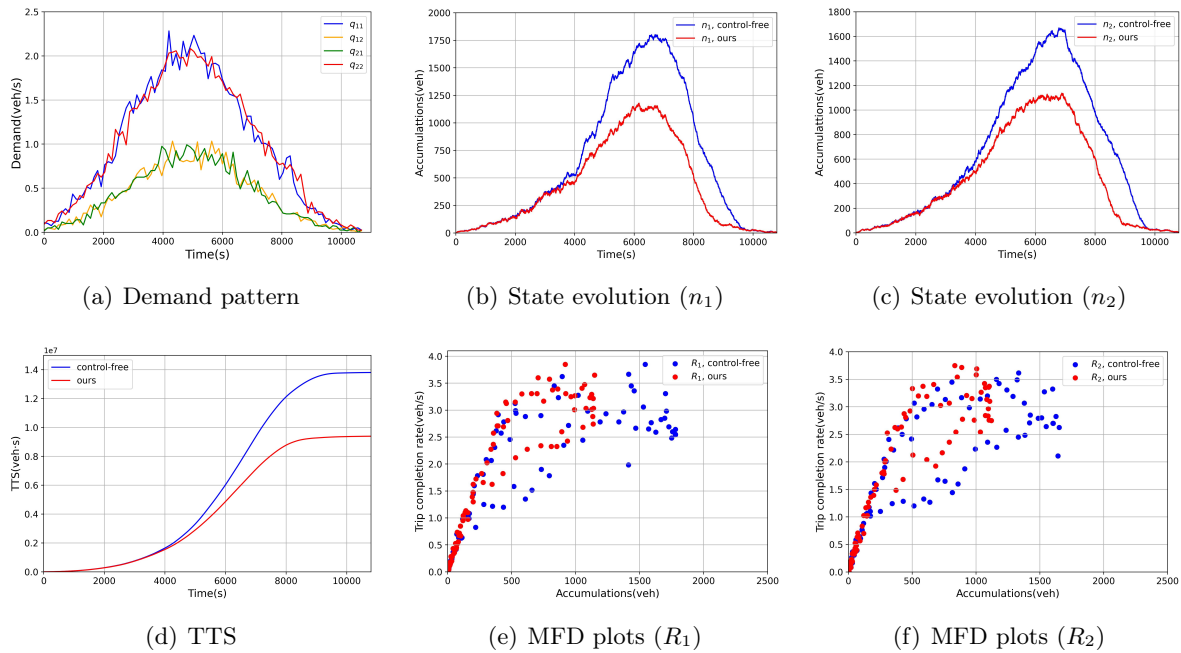 q11
q12
q21
q22
Demand(veh/s)
2.5
2.0
1.5
1.0
0.5
0.0
0 2000 4000 6000 8000 10000
Time(s)
(a) Demand pattern
n1, control-free
n1, ours
Accumulattions(veh)
2000
1750
1500
1250
1000
750
500
250
0
0 2000 4000 6000 8000 10000
Time(s)
(b) State evolution (n1)
n2, control-free
n2, ours
Accumulattions(veh)
1800
1600
1400
1200
1000
800
600
400
200
0
0 2000 4000 6000 8000 10000
Time(s)
(c) State evolution (n2)
1e7
control-free
ours
TTS(veh·s)
1.4
1.2
1.0
0.8
0.6
0.4
0.2
0.0
0 2000 4000 6000 8000 10000
Time(s)
(d) TTS
R1, control-free
R1, ours
Trip completion rate(veh/s)
4.0
3.5
3.0
2.5
2.0
1.5
1.0
0.5
0.0
0 500 1000 1500 2000 2500
Accumulations(veh)
(e) MFD plots (R1)
R2, control-free
R2, ours
Trip completion rate(veh/s)
4.0
3.5
3.0
2.5
2.0
1.5
1.0
0.5
0.0
0 500 1000 1500 2000 2500
Accumulations(veh)
(f) MFD plots (R2)